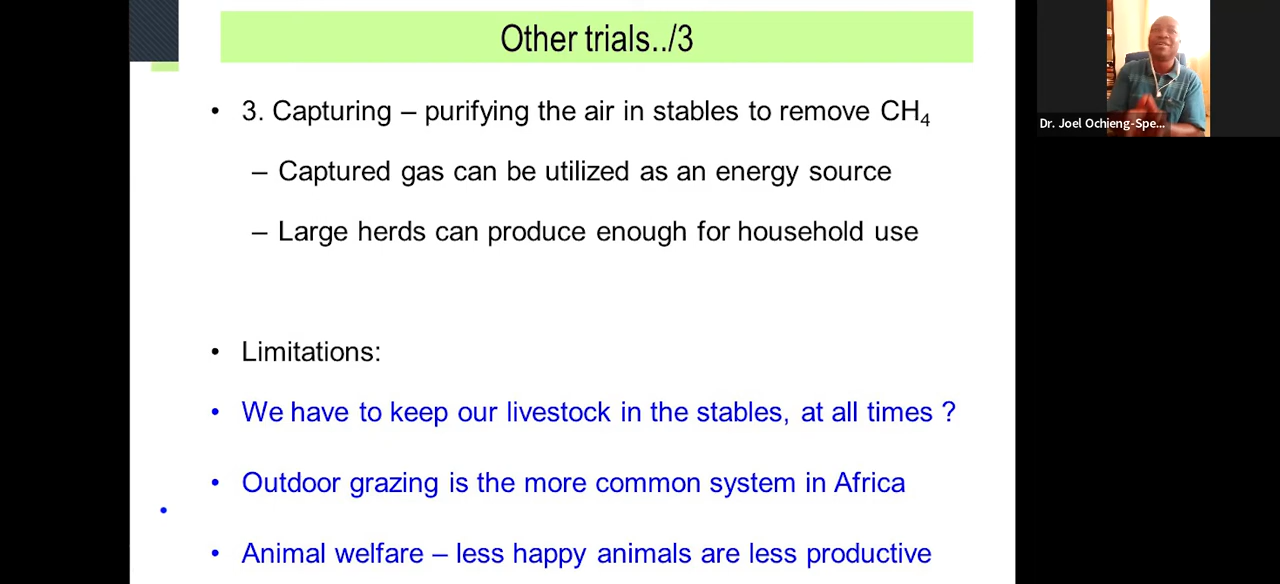 Other trials../3
• 3. Capturing – purifying the air in stables to remove CH₄
– Captured gas can be utilized as an energy source
– Large herds can produce enough for household use
• Limitations:
• We have to keep our livestock in the stables, at all times ?
• Outdoor grazing is the more common system in Africa
• Animal welfare – less happy animals are less productive
Dr. Joel Ochieng-Spe...